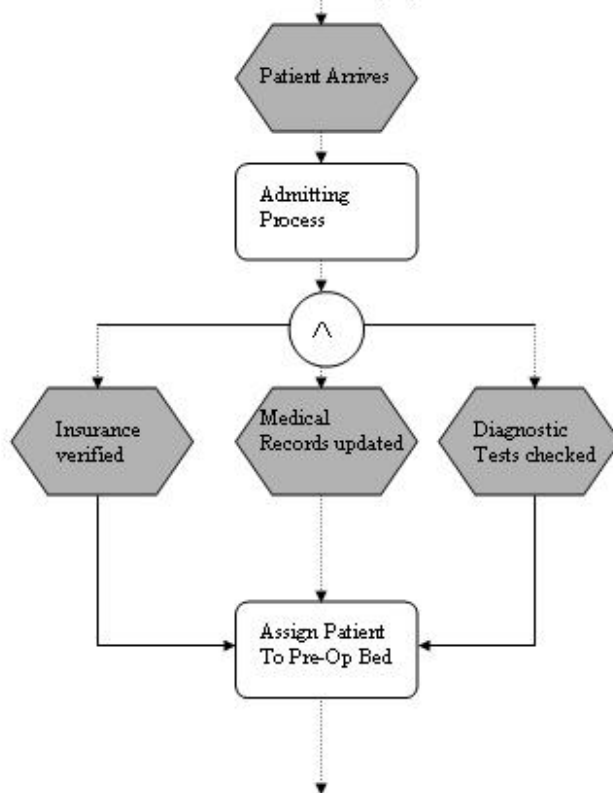 Patient Arrives
Admitting
Process
∧
Insurance
verified
Medical
Records updated
Diagnostic
Tests checked
Assign Patient
To Pre-Op Bed